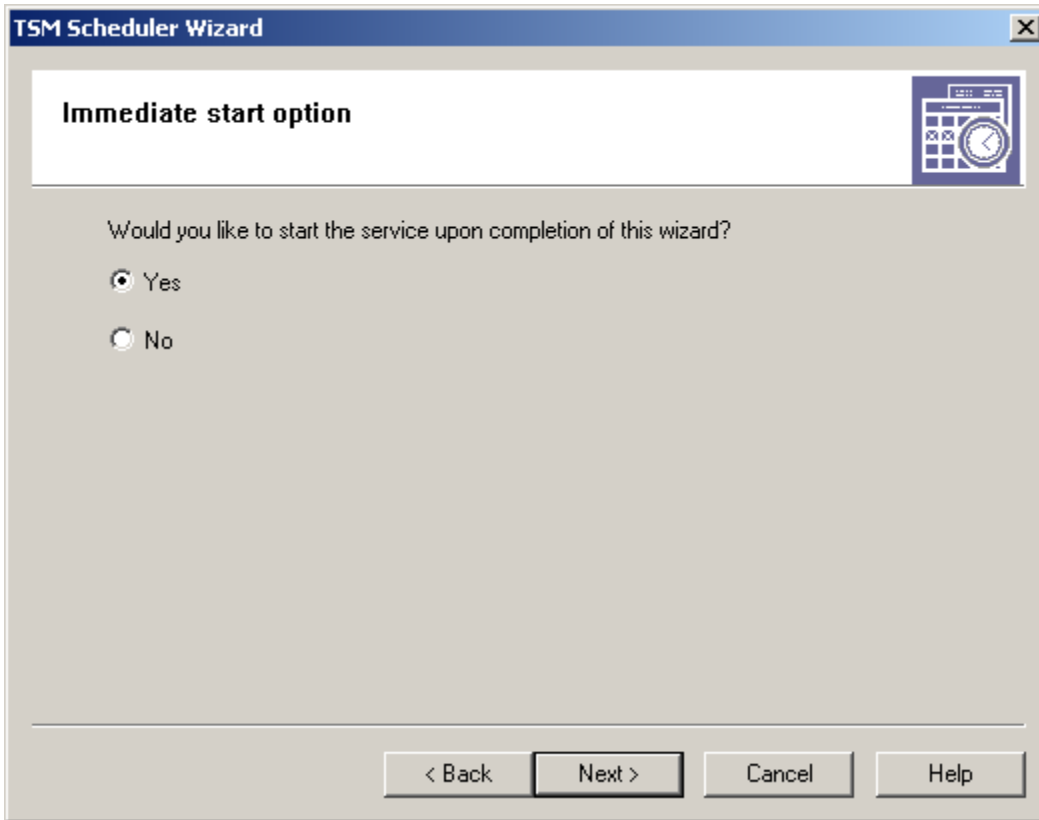 TSM Scheduler Wizard
Immediate start option
Would you like to start the service upon completion of this wizard?
Yes
No
< Back
Next >
Cancel
Help